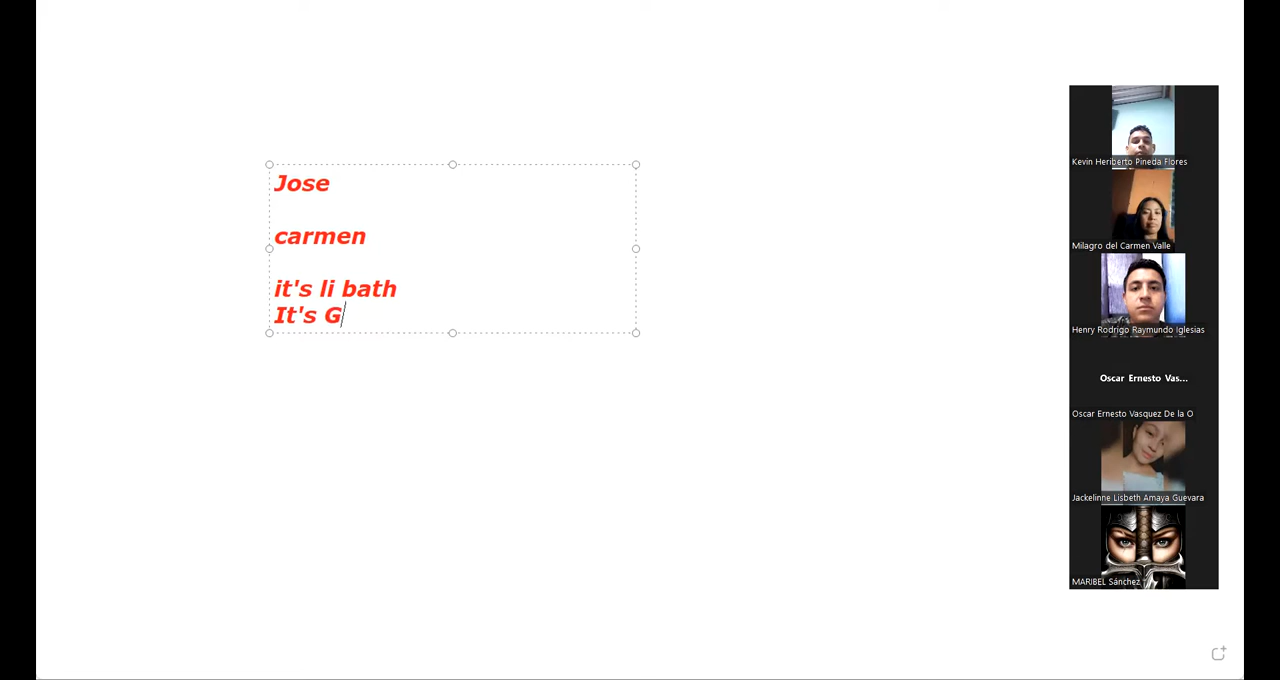 Jose
carmen
it's li bath
It's G
Kevin Heriberto Pineda Flores
Milagro del Carmen Valle
Henry Rodrigo Raymundo Iglesias
Oscar Ernesto Vas...
Oscar Ernesto Vasquez De la O
Jackelinne Lisbeth Amaya Guevara
MARIBEL Sánchez